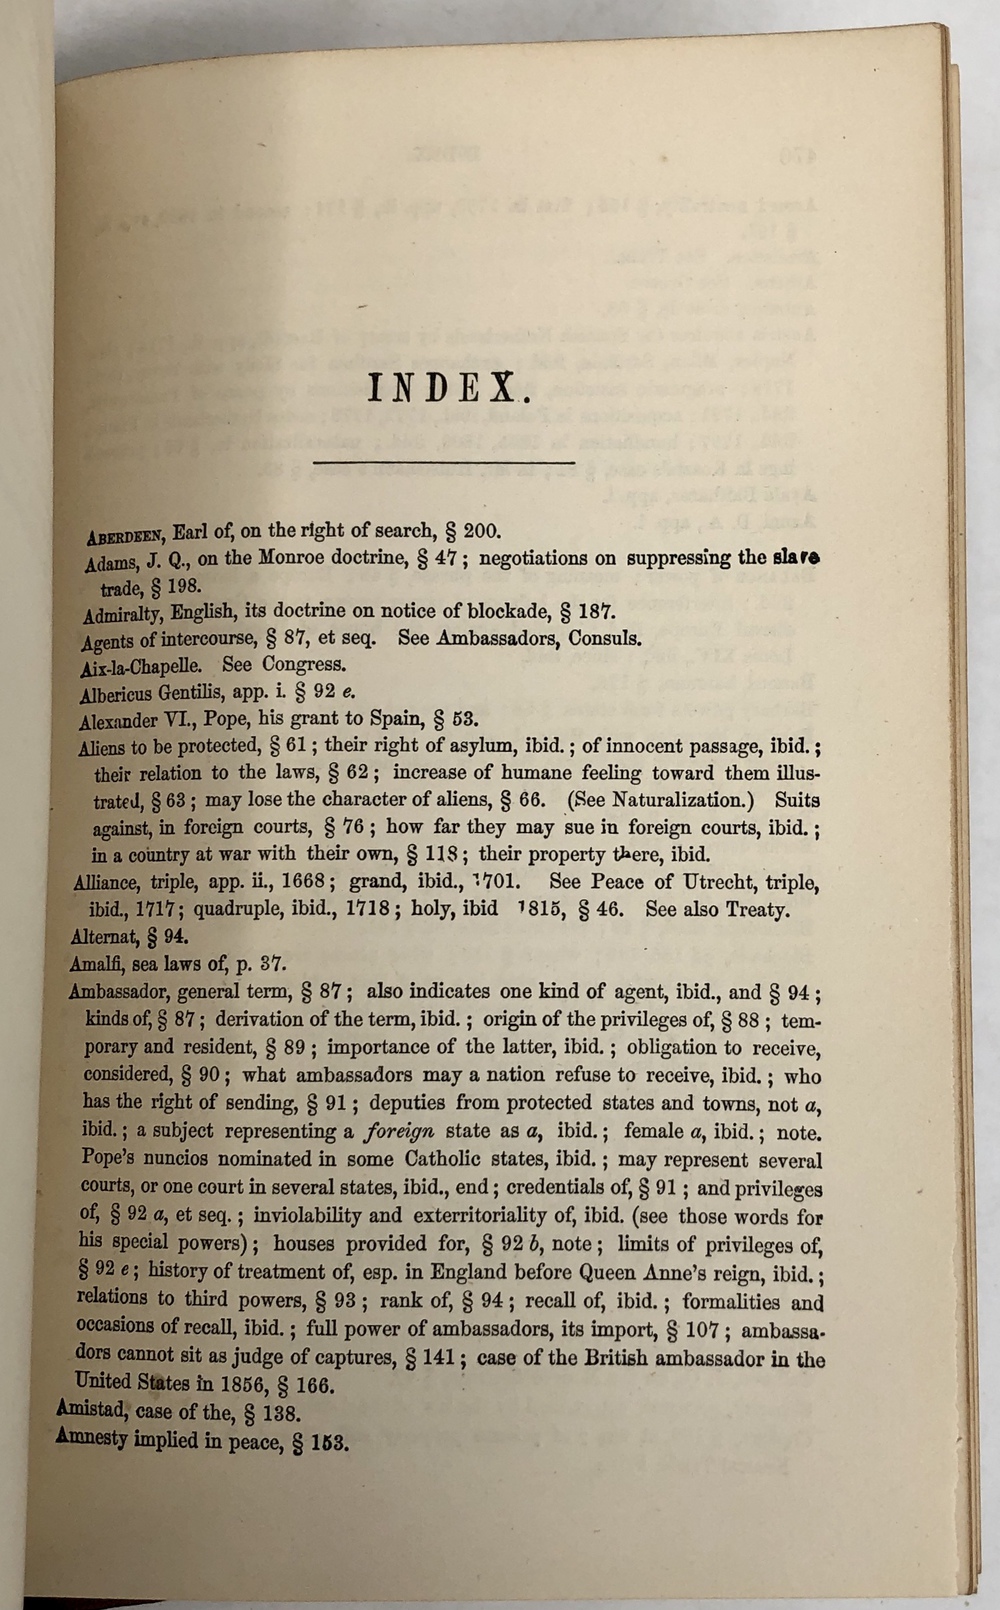 INDEX.
ABERDEEN, Earl of, on the right of search, § 200.
Adams, J. Q., on the Monroe doctrine, § 47; negotiations on suppressing the slave
trade, § 198.
Admiralty, English, its doctrine on notice of blockade, § 187.
Agents of intercourse, § 87, et seq. See Ambassadors, Consuls.
Aix-la-Chapelle. See Congress.
Albericus Gentilis, app. i. § 92 e.
Alexander VI., Pope, his grant to Spain, § 53.
Aliens to be protected, § 61; their right of asylum, ibid.; of innocent passage, ibid.;
their relation to the laws, § 62; increase of humane feeling toward them illus-
trated, § 63; may lose the character of aliens, § 66. (See Naturalization.) Suits
against, in foreign courts, § 76; how far they may sue in foreign courts, ibid.;
in a country at war with their own, § 118; their property there, ibid.
Alliance, triple, app. ii., 1668; grand, ibid., 1701. See Peace of Utrecht, triple,
ibid., 1717; quadruple, ibid., 1718; holy, ibid 1815, § 46. See also Treaty.
Alternat, § 94.
Amalfi, sea laws of, p. 37.
Ambassador, general term, § 87; also indicates one kind of agent, ibid., and § 94;
kinds of, § 87; derivation of the term, ibid.; origin of the privileges of, § 88; tem-
porary and resident, § 89; importance of the latter, ibid.; obligation to receive,
considered, § 90; what ambassadors may a nation refuse to receive, ibid.; who
has the right of sending, § 91; deputies from protected states and towns, not a,
ibid.; a subject representing a foreign state as a, ibid.; female a, ibid.; note.
Pope's nuncios nominated in some Catholic states, ibid.; may represent several
courts, or one court in several states, ibid., end; credentials of, § 91; and privileges
of, § 92 a, et seq.; inviolability and exterritoriality of, ibid. (see those words for
his special powers); houses provided for, § 92 b, note; limits of privileges of,
§ 92 e; history of treatment of, esp. in England before Queen Anne's reign, ibid.;
relations to third powers, § 93; rank of, § 94; recall of, ibid.; formalities and
occasions of recall, ibid.; full power of ambassadors, its import, § 107; ambassa-
dors cannot sit as judge of captures, § 141; case of the British ambassador in the
United States in 1856, § 166.
Amistad, case of the, § 138.
Amnesty implied in peace, § 153.